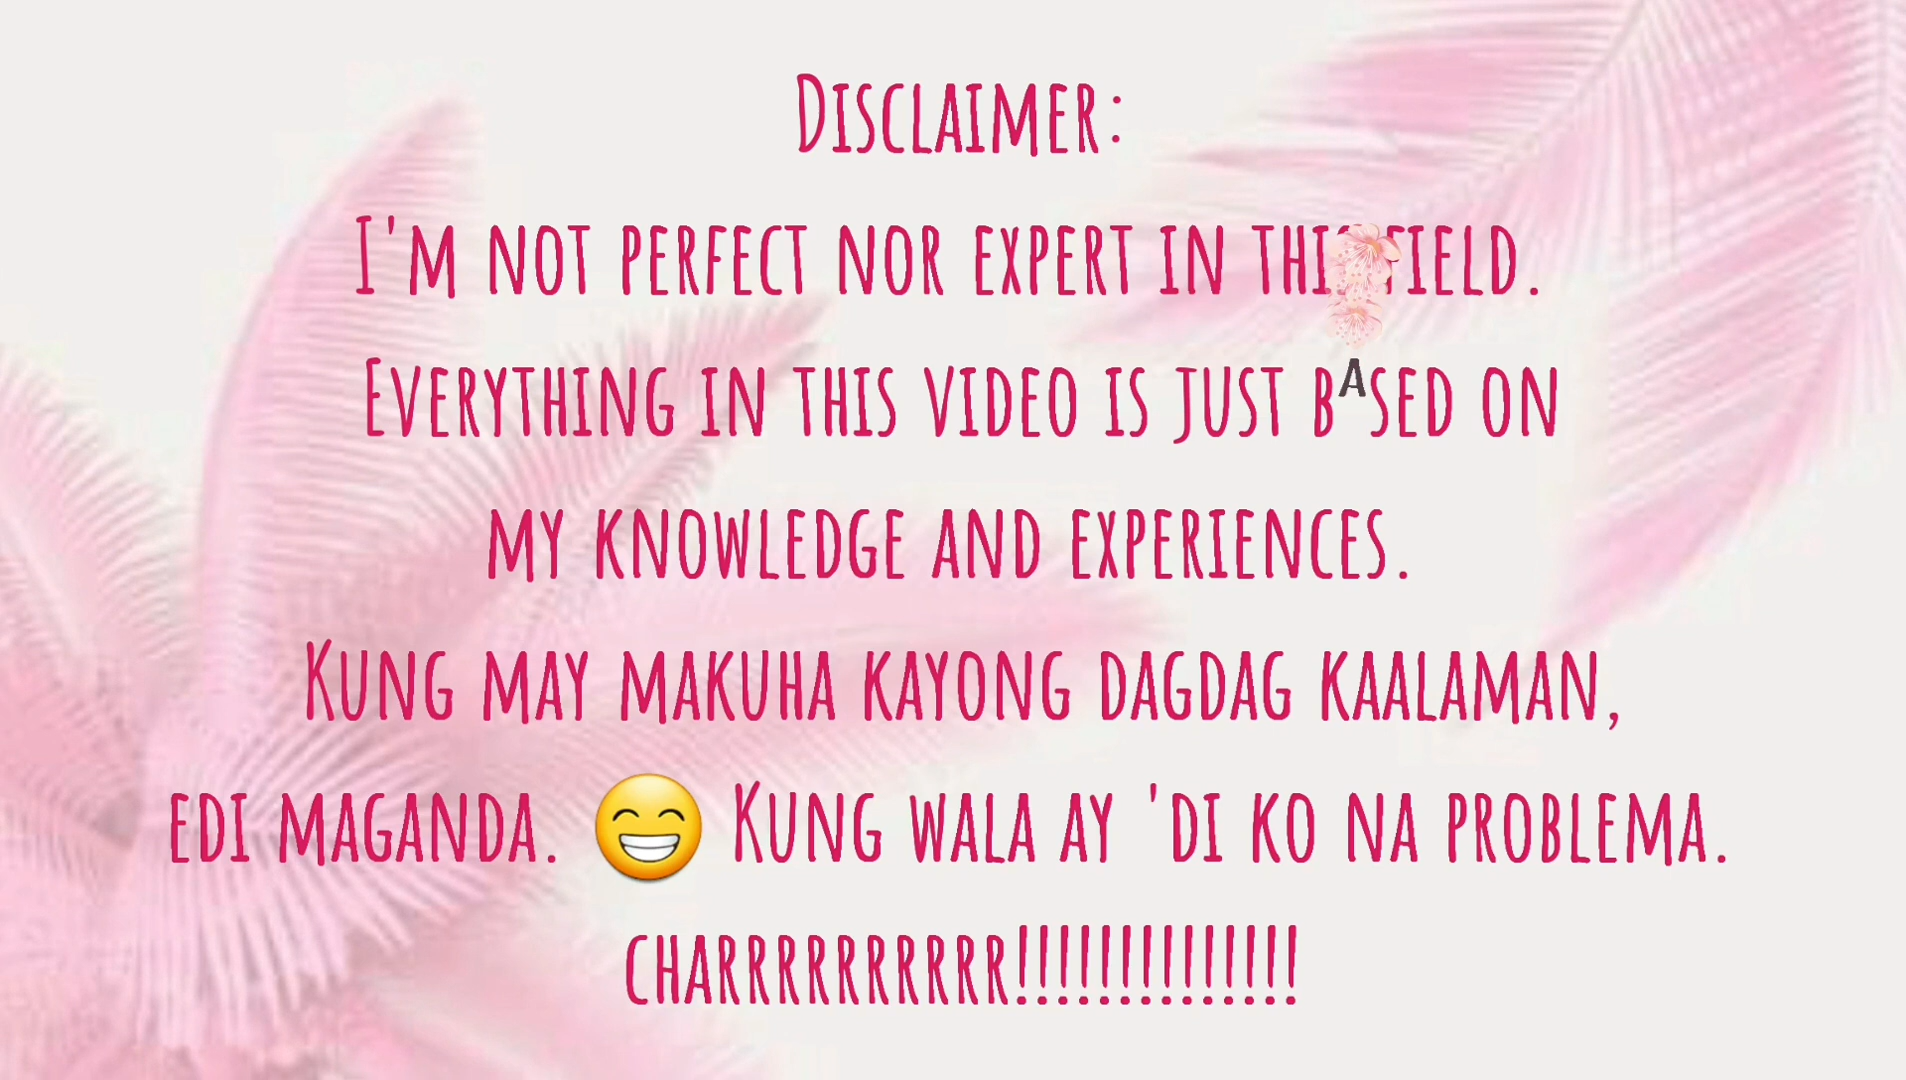 Disclaimer:
I'm not perfect nor expert in this field.
Everything in this video is just bAsed on
my knowledge and experiences.
Kung may makuha kayong dagdag kaalaman,
edi maganda. 😁 Kung wala ay 'di ko na problema.
charrrrrrrrrr!!!!!!!!!!!!!!